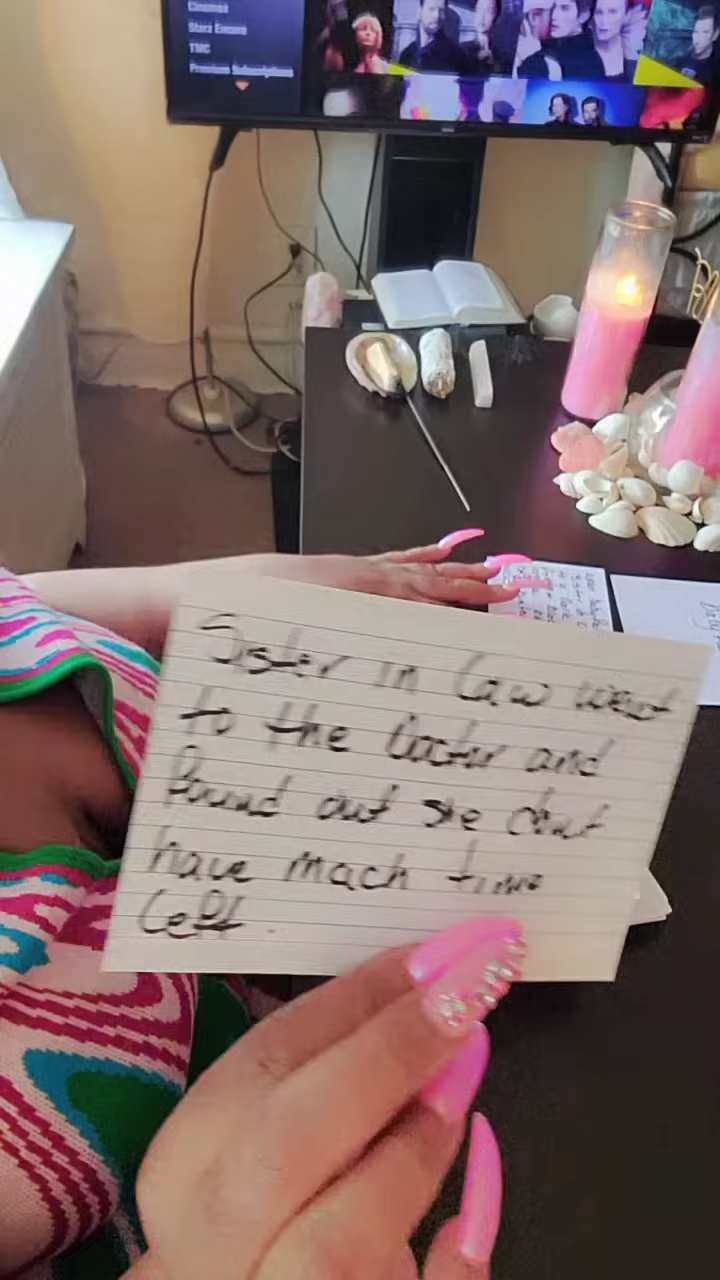 Cinemax
Starz Encore
TMC
Premium Subscriptions
Sister in law went
to the Doctor and
found out she dont
have mach time
left.